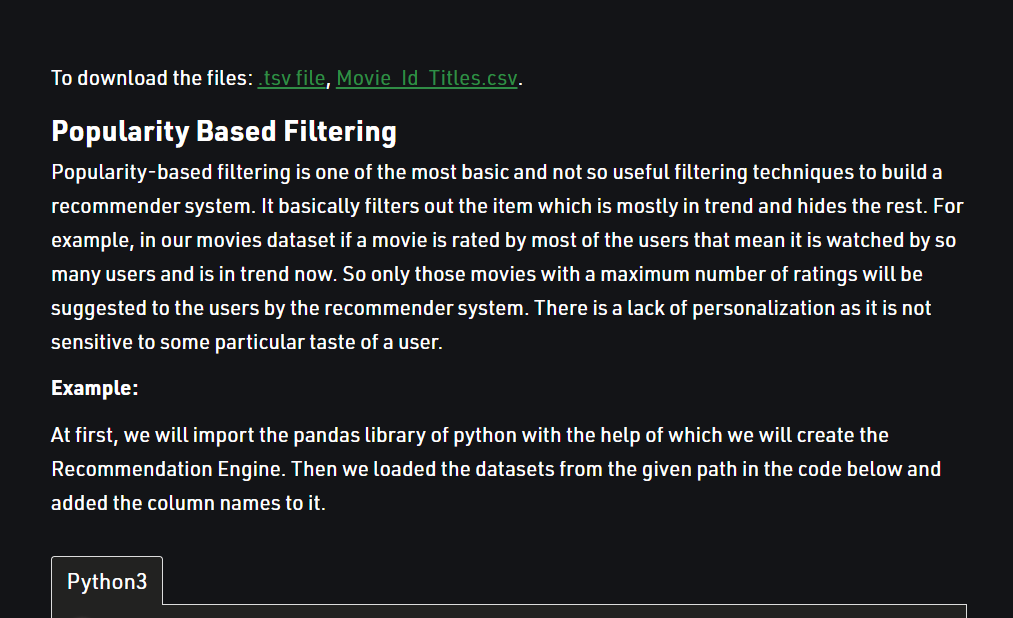 To download the files: .tsv file, Movie_Id_Titles.csv.
Popularity Based Filtering
Popularity-based filtering is one of the most basic and not so useful filtering techniques to build a
recommender system. It basically filters out the item which is mostly in trend and hides the rest. For
example, in our movies dataset if a movie is rated by most of the users that mean it is watched by so
many users and is in trend now. So only those movies with a maximum number of ratings will be
suggested to the users by the recommender system. There is a lack of personalization as it is not
sensitive to some particular taste of a user.
Example:
At first, we will import the pandas library of python with the help of which we will create the
Recommendation Engine. Then we loaded the datasets from the given path in the code below and
added the column names to it.
Python3